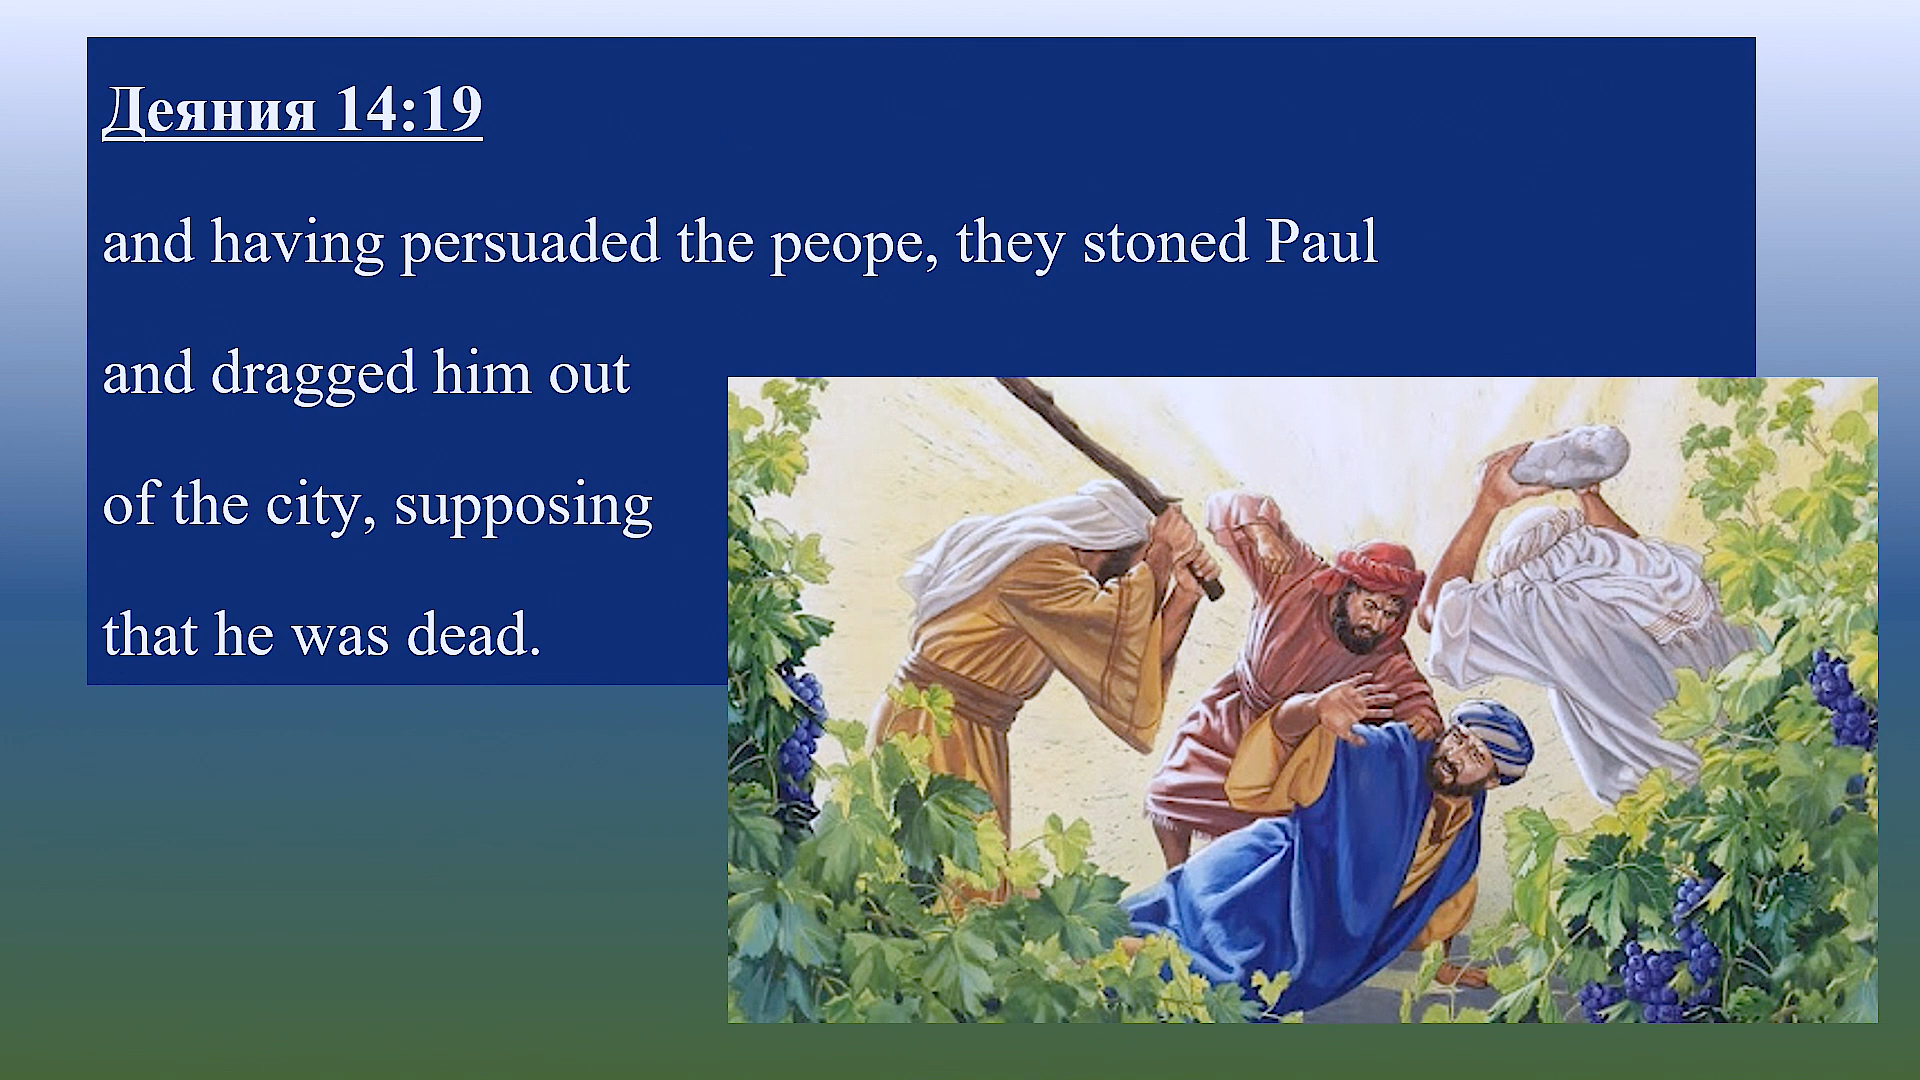 Деяния 14:19
and having persuaded the peope, they stoned Paul
and dragged him out
of the city, supposing
that he was dead.